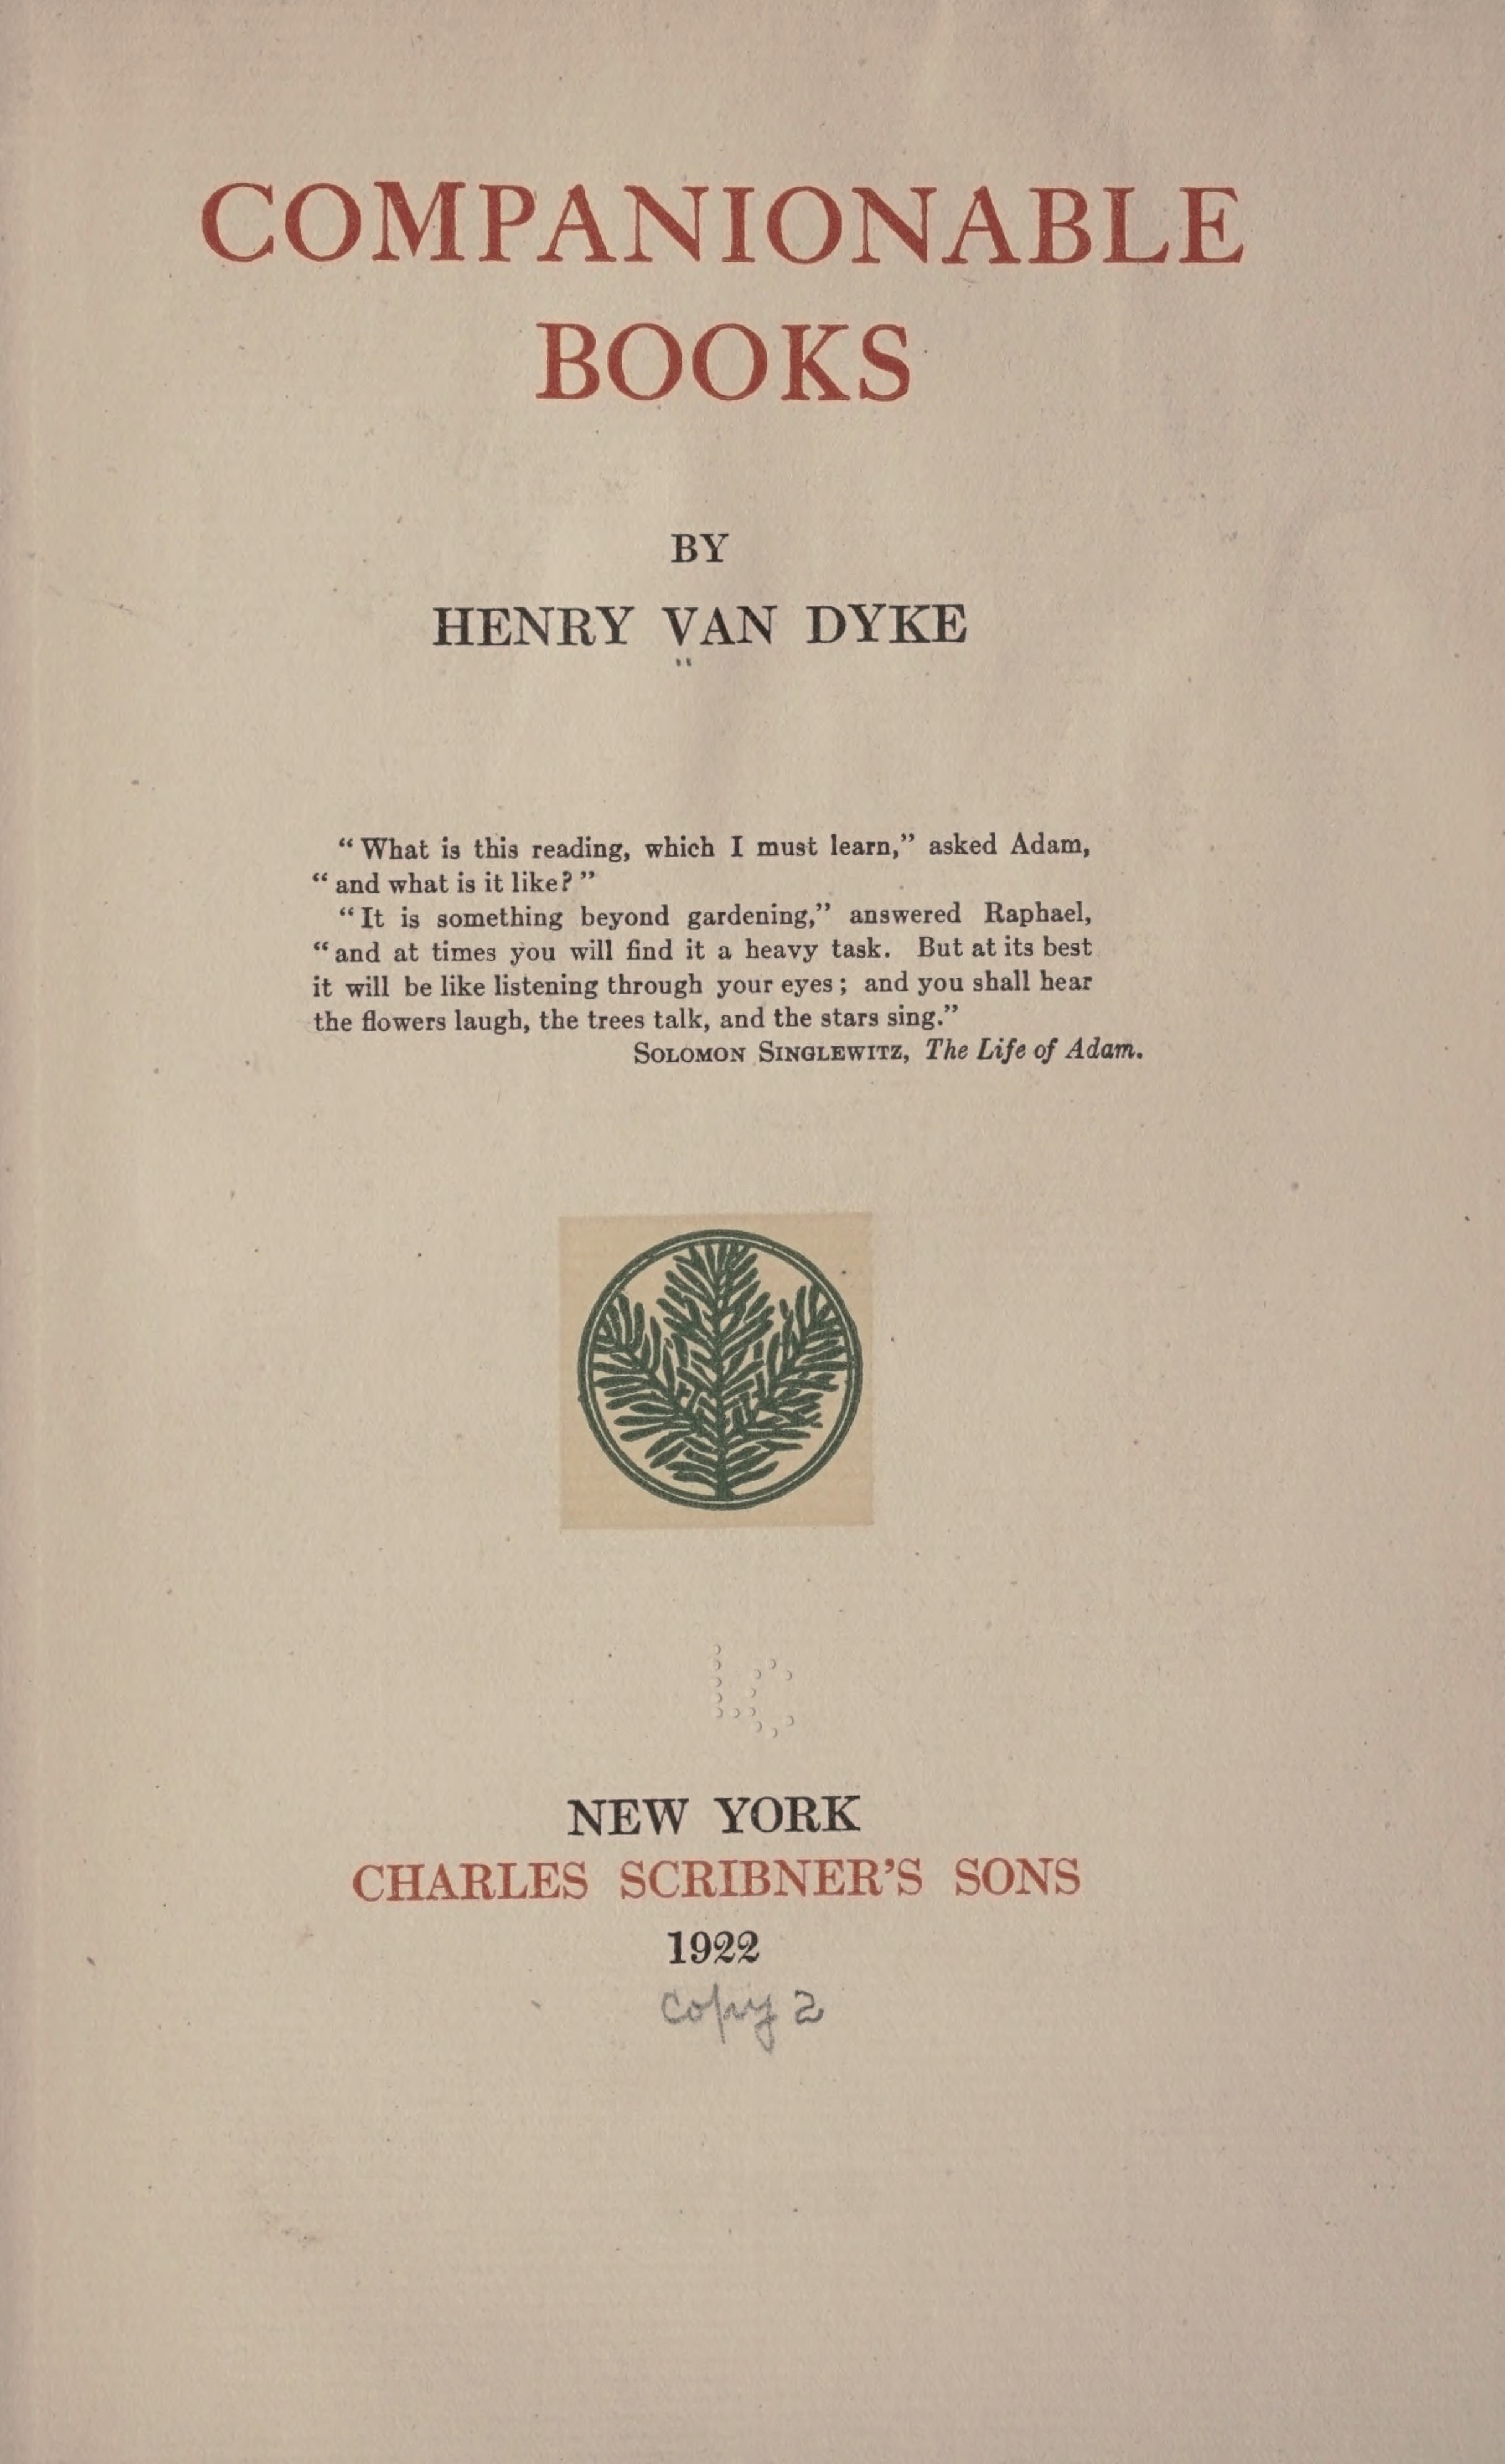 COMPANIONABLE
BOOKS
BY
HENRY VAN DYKE
“What is this reading, which I must learn,” asked Adam,
“and what is it like?”
“It is something beyond gardening,” answered Raphael,
“and at times you will find it a heavy task. But at its best
it will be like listening through your eyes; and you shall hear
the flowers laugh, the trees talk, and the stars sing.”
SOLOMON SINGLEWITZ, The Life of Adam.
LC
NEW YORK
CHARLES SCRIBNER’S SONS
1922
copy 2